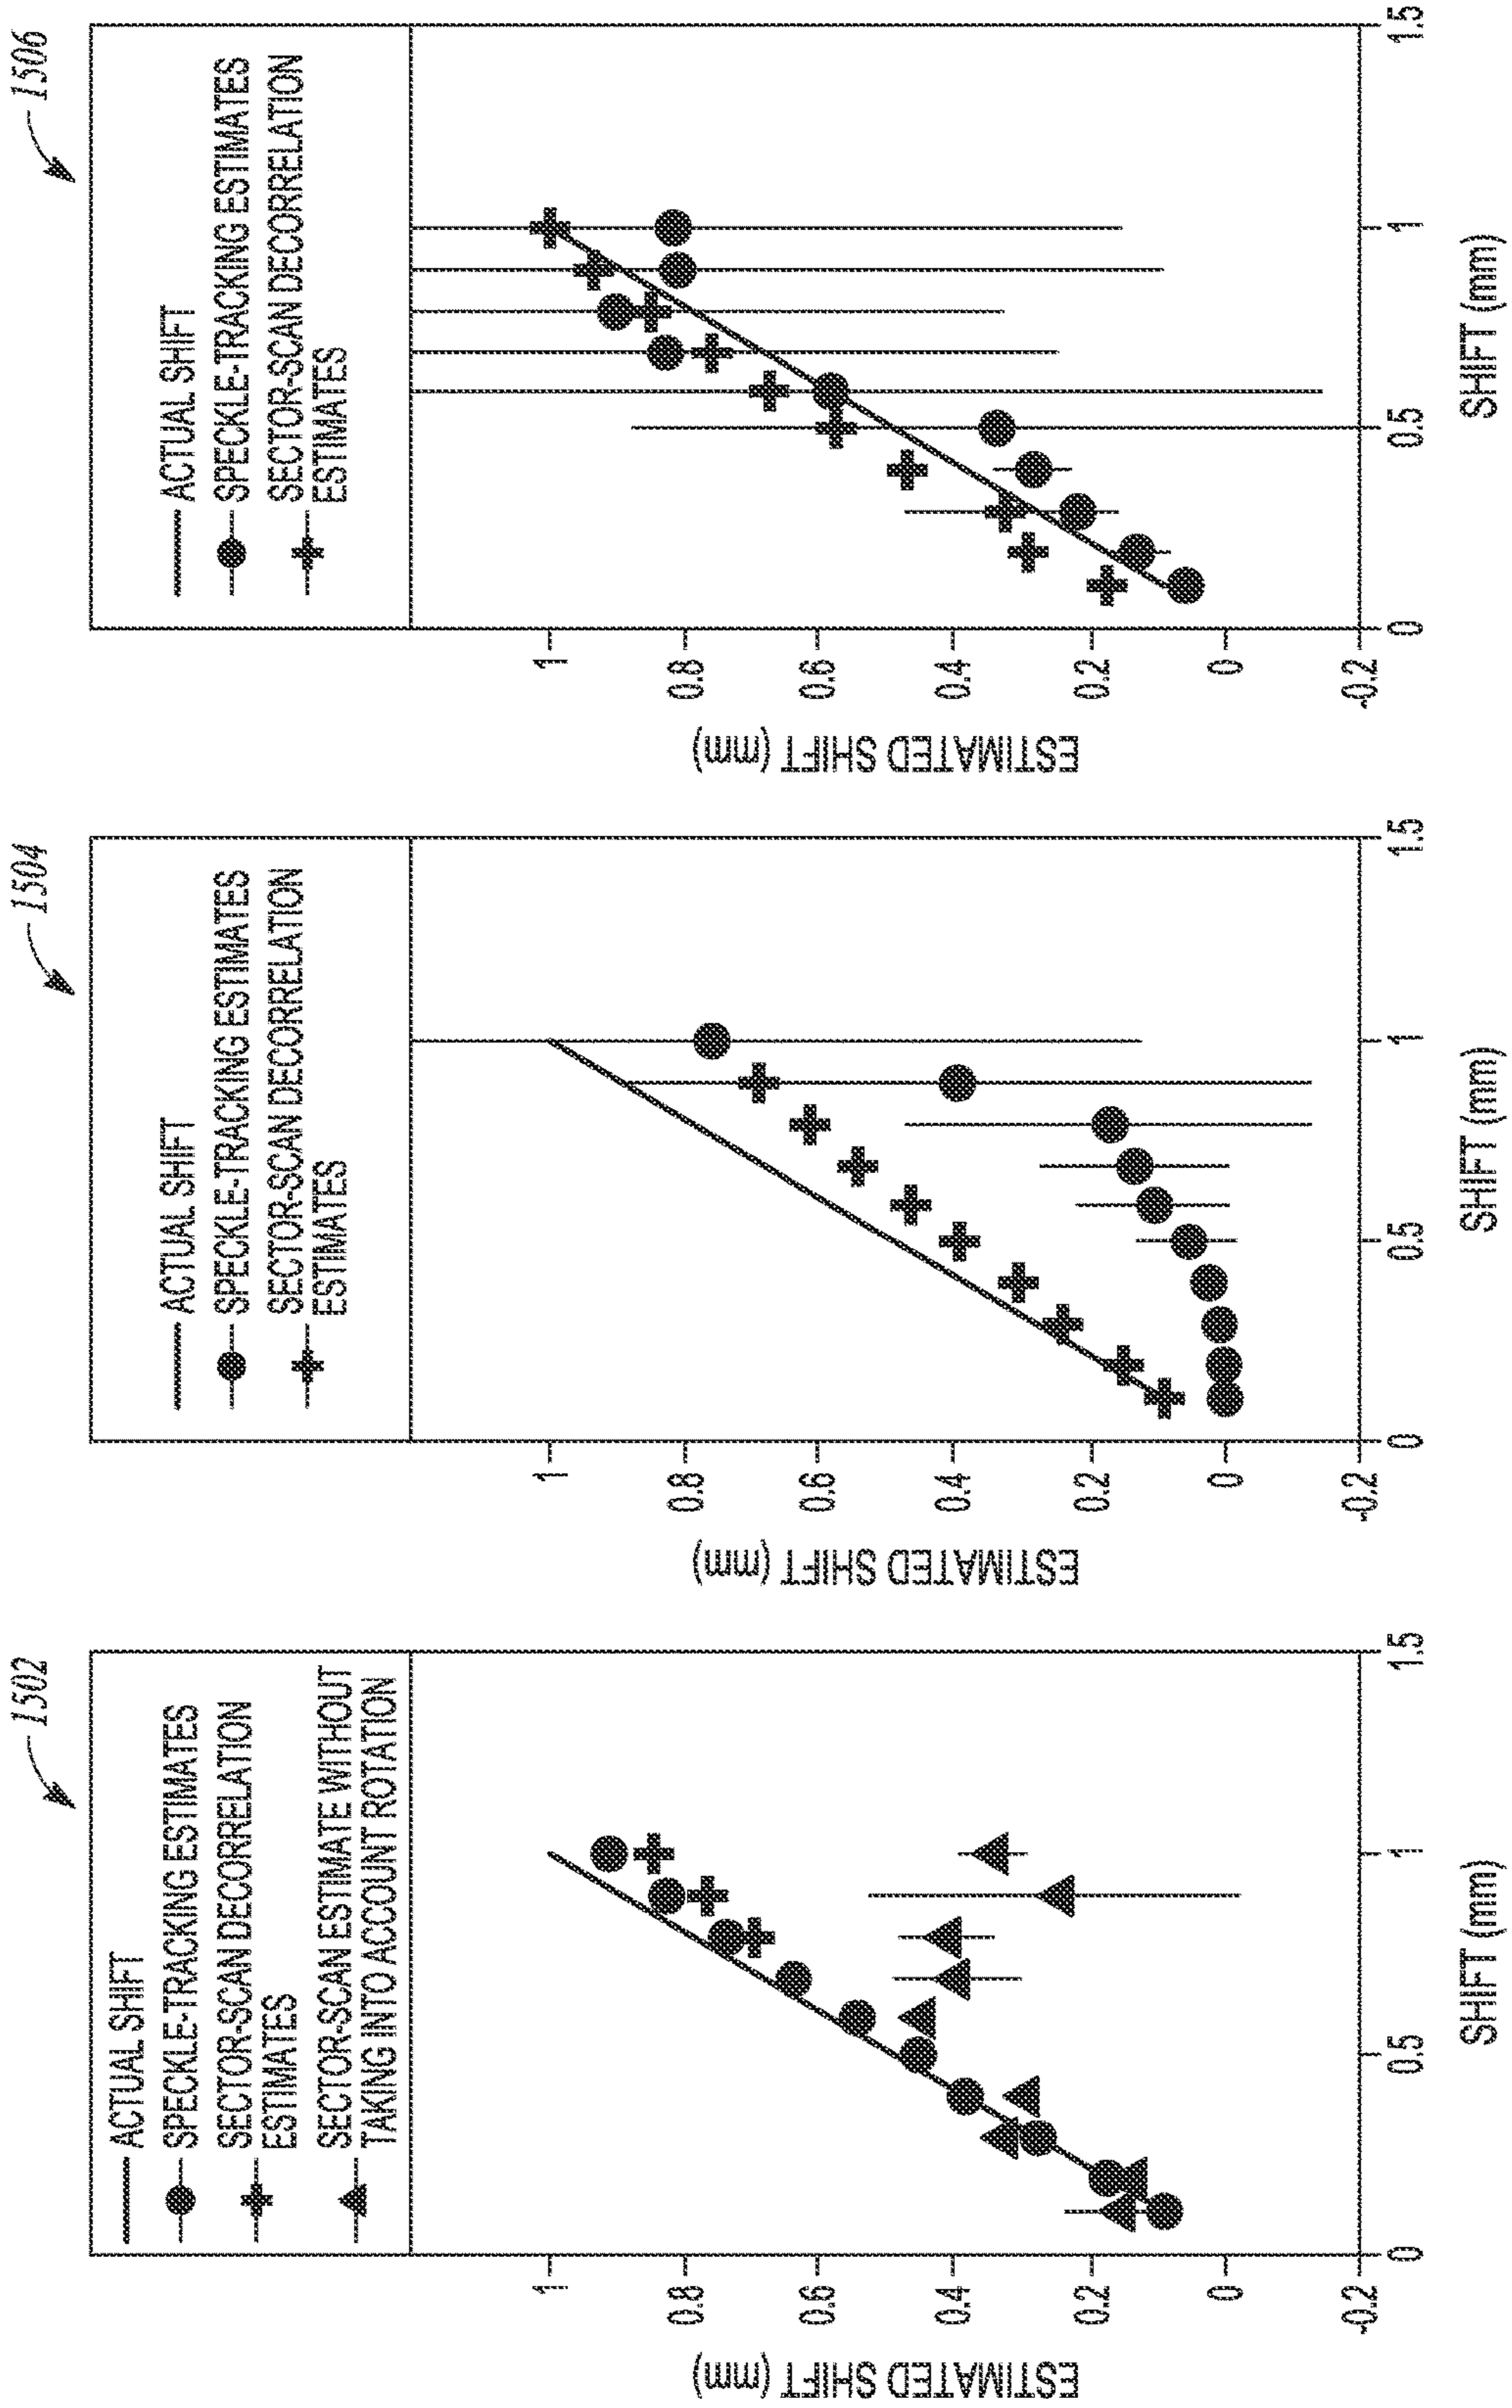 1502
ACTUAL SHIFT
SPECKLE-TRACKING ESTIMATES
SECTOR-SCAN DECORRELATION
ESTIMATES
SECTOR-SCAN ESTIMATE WITHOUT
TAKING INTO ACCOUNT ROTATION
ESTIMATED SHIFT (mm)
1
0.8
0.6
0.4
0.2
0
-0.2
0
0.5
1
1.5
SHIFT (mm)
1504
ACTUAL SHIFT
SPECKLE-TRACKING ESTIMATES
SECTOR-SCAN DECORRELATION
ESTIMATES
ESTIMATED SHIFT (mm)
1
0.8
0.6
0.4
0.2
0
-0.2
0
0.5
1
1.5
SHIFT (mm)
1506
ACTUAL SHIFT
SPECKLE-TRACKING ESTIMATES
SECTOR-SCAN DECORRELATION
ESTIMATES
ESTIMATED SHIFT (mm)
1
0.8
0.6
0.4
0.2
0
-0.2
0
0.5
1
1.5
SHIFT (mm)